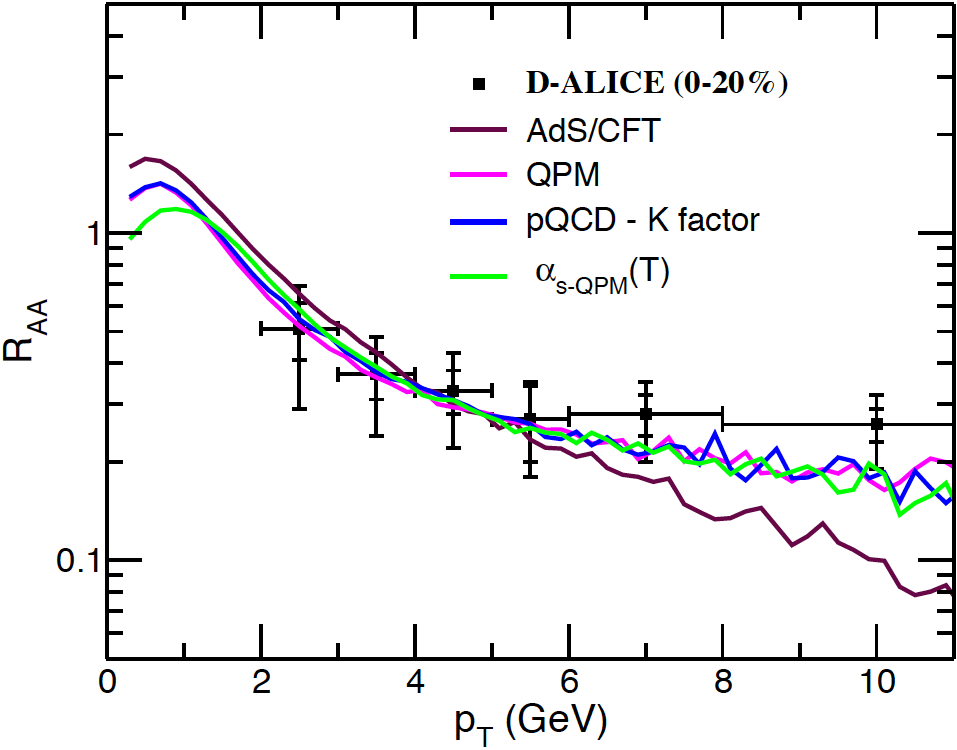 D-ALICE (0-20%)
AdS/CFT
QPM
pQCD - K factor
αs-QPM(T)
1
0.1
RAA
0 2 4 6 8 10
pT (GeV)